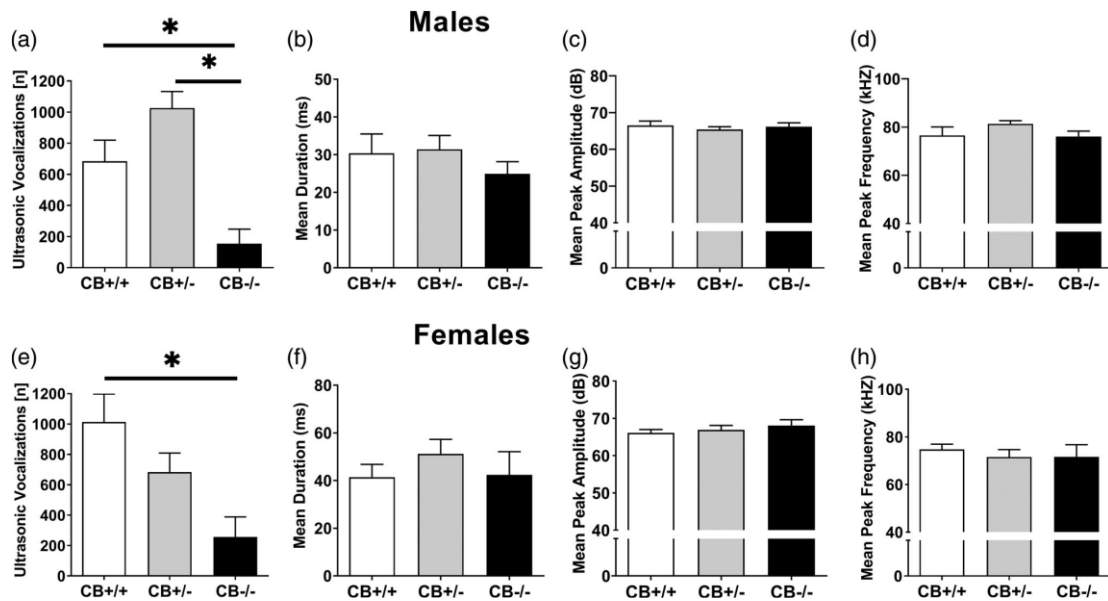 Males
(a)
Ultrasonic Vocalizations [n]
1200
1000
800
600
400
200
0
*
*
CB+/+ CB+/- CB-/-
(b)
Mean Duration (ms)
50
40
30
20
10
0
CB+/+ CB+/- CB-/-
(c)
Mean Peak Amplitude (dB)
80
70
60
40
0
CB+/+ CB+/- CB-/-
(d)
Mean Peak Frequency (kHZ)
100
80
60
40
0
CB+/+ CB+/- CB-/-
Females
(e)
Ultrasonic Vocalizations [n]
1200
1000
800
600
400
200
0
*
CB+/+ CB+/- CB-/-
(f)
Mean Duration (ms)
80
60
40
20
0
CB+/+ CB+/- CB-/-
(g)
Mean Peak Amplitude (dB)
80
70
60
40
0
CB+/+ CB+/- CB-/-
(h)
Mean Peak Frequency (kHZ)
100
80
60
40
0
CB+/+ CB+/- CB-/-